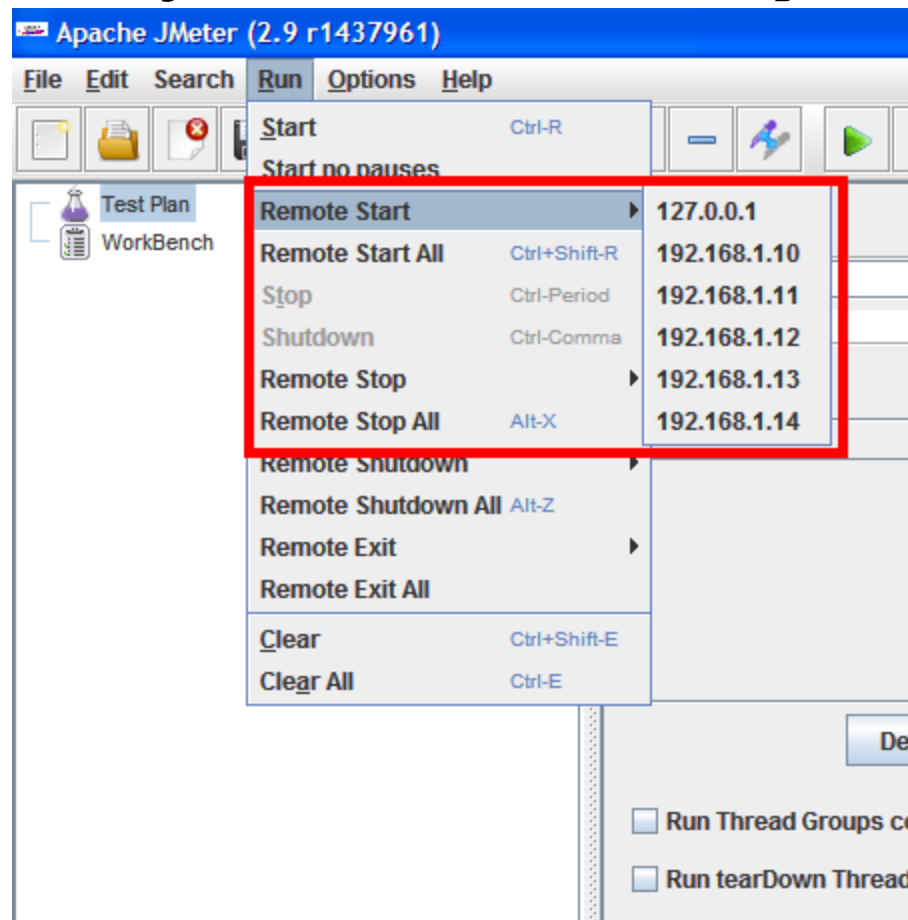 Apache JMeter (2.9 r1437961)
File Edit Search Run Options Help
Start Ctrl-R
Start no pauses
Test Plan
WorkBench
Remote Start
Remote Start All Ctrl+Shift-R
Stop Ctrl-Period
Shutdown Ctrl-Comma
Remote Stop
Remote Stop All Alt-X
Remote Shutdown
Remote Shutdown All Alt-Z
Remote Exit
Remote Exit All
Clear Ctrl+Shift-E
Clear All Ctrl-E
127.0.0.1
192.168.1.10
192.168.1.11
192.168.1.12
192.168.1.13
192.168.1.14
De
Run Thread Groups c
Run tearDown Thread